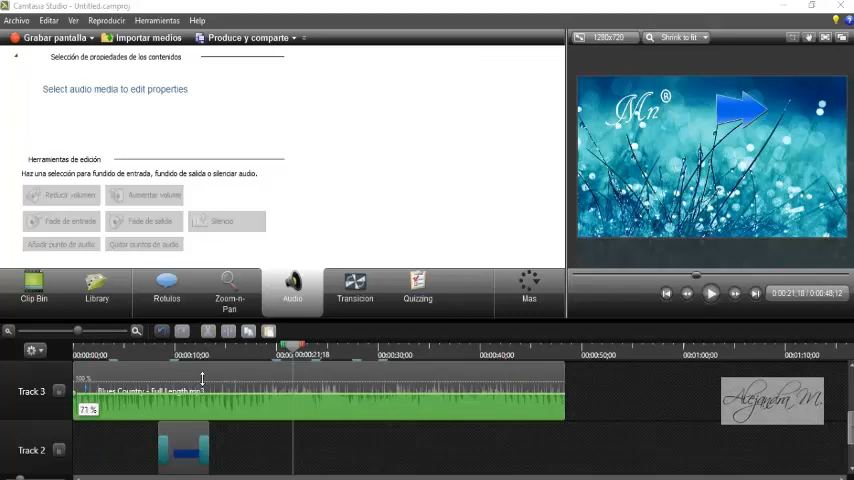 Camtasia Studio - Untitled.camproj
Archivo Editar Ver Reproducir Herramientas Help
Grabar pantalla Importar medios Produce y comparte
1280x720 Shrink to fit
Selección de propiedades de los contenidos
Select audio media to edit properties
Mn®
Herramientas de edición
Haz una selección para fundido de entrada, fundido de salida o silenciar audio.
Reducir volumen Aumentar volume
Fade de entrada Fade de salida Silencio
Añadir punto de audio Quitar puntos de audio
Clip Bin Library Rotulos Zoom-n-Pan Audio Transicion Quizzing Mas
0:00:21;18 / 0:00:48;12
00:00:00;00 00:00:10;00 00:00:21;18 00:00:30;00 00:00:40;00 00:00:50;00 00:01:00;00 00:01:10;00
Track 3
100 %
Blues Country - Full Length.mp3
71 %
Alejandra M.
Track 2